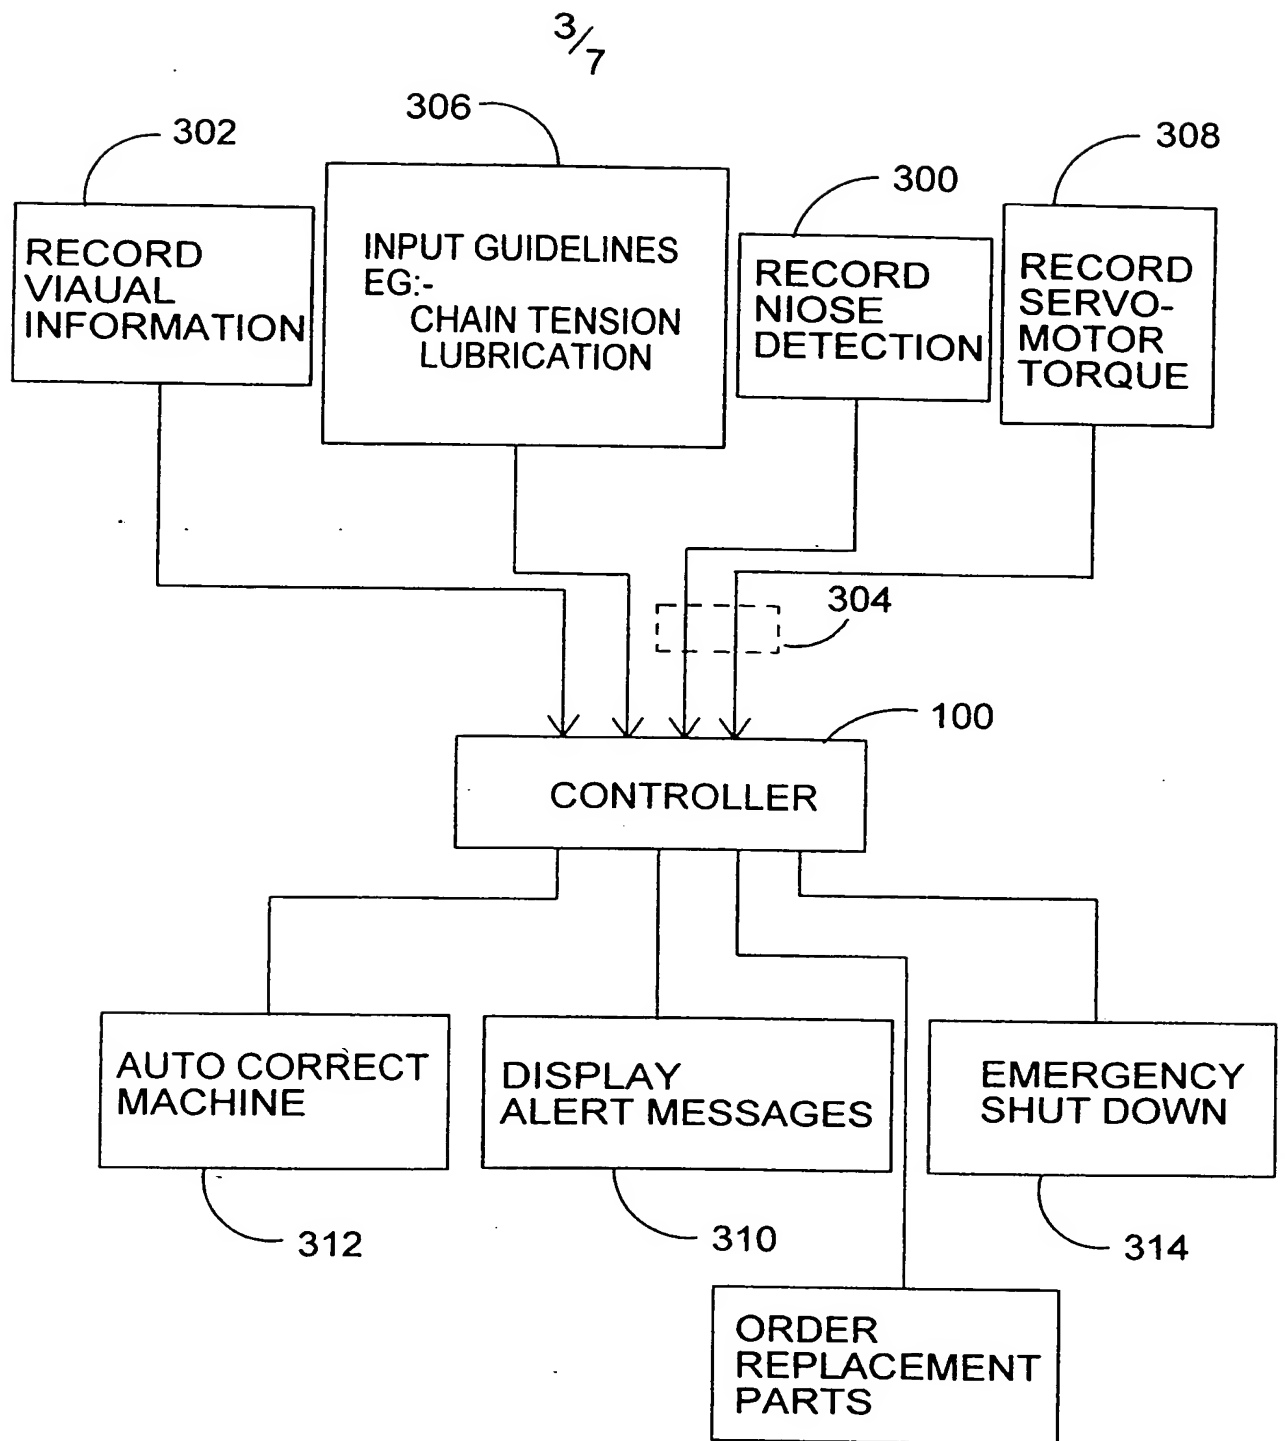 3/7
306
302
308
300
RECORD
VIAUAL
INFORMATION
INPUT GUIDELINES
EG:-
CHAIN TENSION
LUBRICATION
RECORD
NIOSE
DETECTION
RECORD
SERVO-
MOTOR
TORQUE
304
100
CONTROLLER
AUTO CORRECT
MACHINE
DISPLAY
ALERT MESSAGES
EMERGENCY
SHUT DOWN
312
310
314
ORDER
REPLACEMENT
PARTS